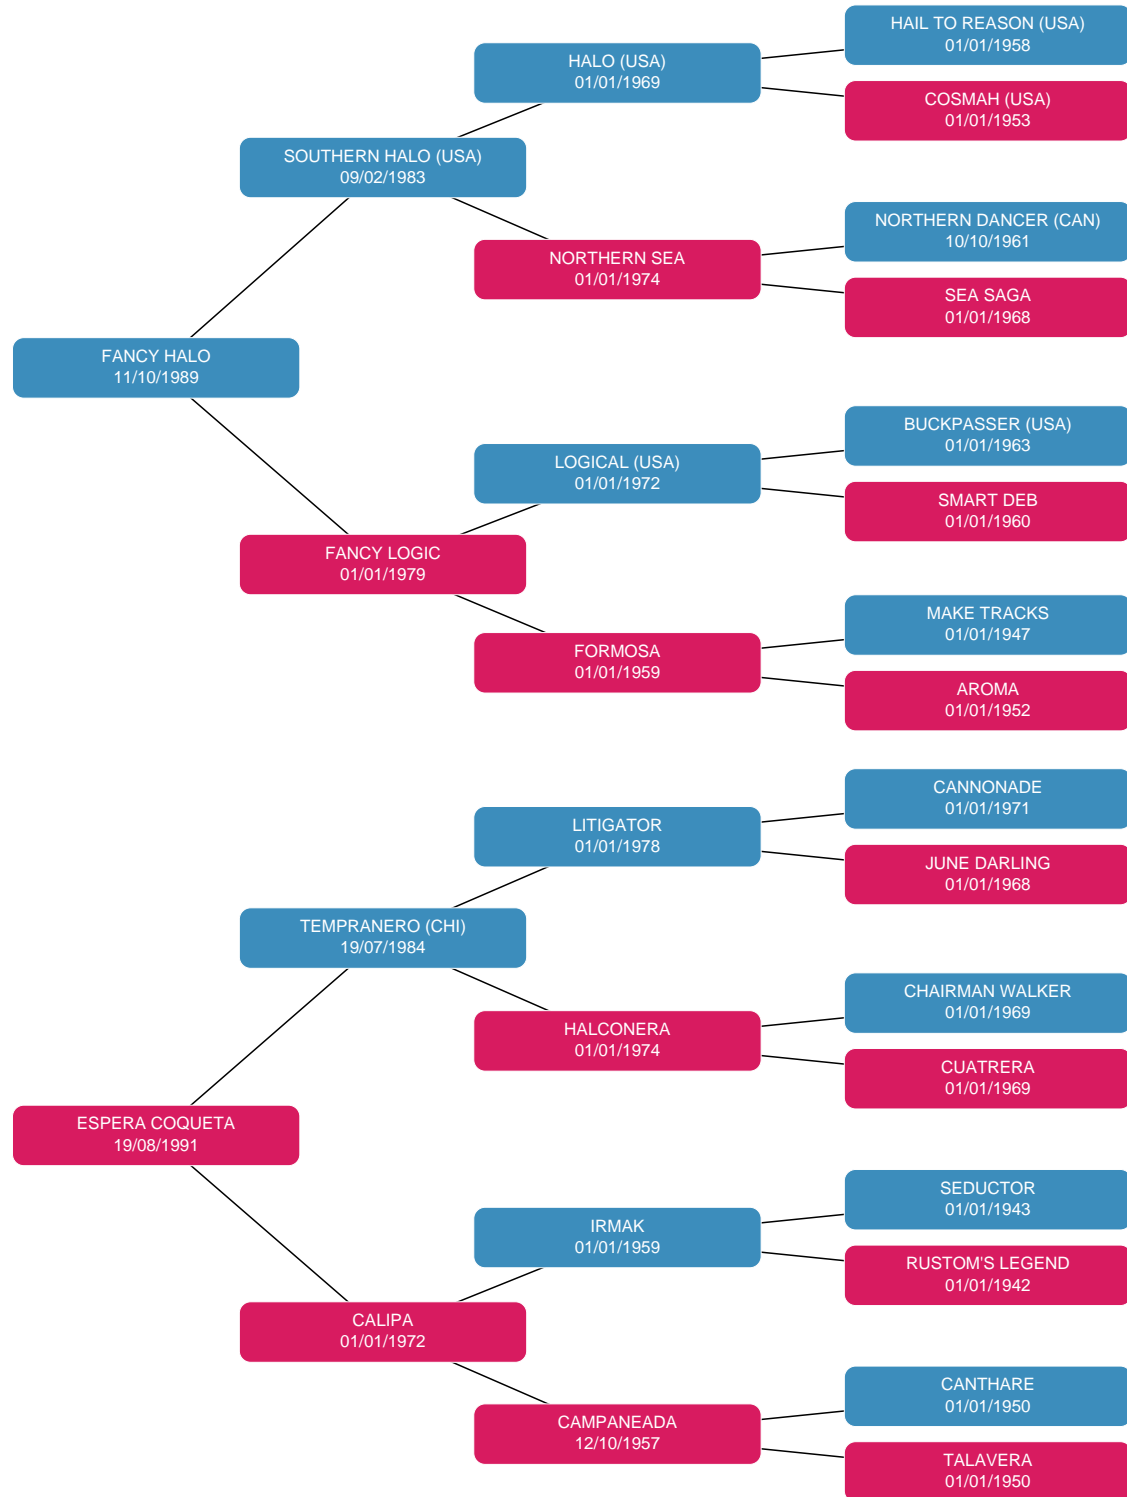 HAIL TO REASON (USA)
01/01/1958
HALO (USA)
01/01/1969
COSMAH (USA)
01/01/1953
SOUTHERN HALO (USA)
09/02/1983
NORTHERN DANCER (CAN)
10/10/1961
NORTHERN SEA
01/01/1974
SEA SAGA
01/01/1968
FANCY HALO
11/10/1989
BUCKPASSER (USA)
01/01/1963
LOGICAL (USA)
01/01/1972
SMART DEB
01/01/1960
FANCY LOGIC
01/01/1979
MAKE TRACKS
01/01/1947
FORMOSA
01/01/1959
AROMA
01/01/1952
CANNONADE
01/01/1971
LITIGATOR
01/01/1978
JUNE DARLING
01/01/1968
TEMPRANERO (CHI)
19/07/1984
CHAIRMAN WALKER
01/01/1969
HALCONERA
01/01/1974
CUATRERA
01/01/1969
ESPERA COQUETA
19/08/1991
SEDUCTOR
01/01/1943
IRMAK
01/01/1959
RUSTOM'S LEGEND
01/01/1942
CALIPA
01/01/1972
CANTHARE
01/01/1950
CAMPANEADA
12/10/1957
TALAVERA
01/01/1950